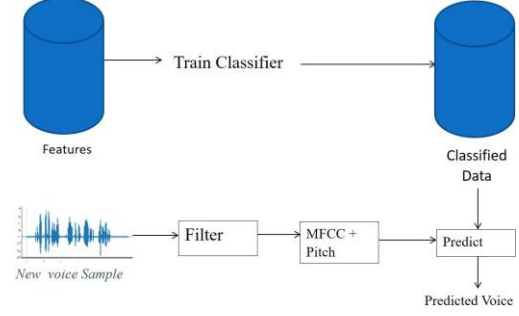 Train Classifier
Features
Classified
Data
Filter
MFCC +
Pitch
Predict
New voice Sample
Predicted Voice